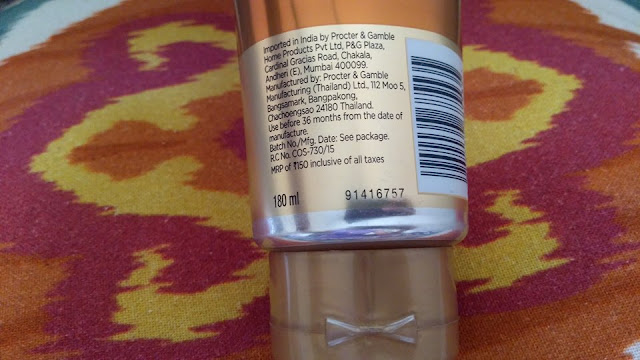 Imported in India by Procter & Gamble
Home Products Pvt Ltd, P&G Plaza,
Cardinal Gracias Road, Chakala,
Andheri (E), Mumbai 400099.
Manufactured by: Procter & Gamble
Manufacturing (Thailand) Ltd., 112 Moo 5,
Bangsamark, Bangpakong,
Chachoengsao 24180 Thailand.
Use before 36 months from the date of
manufacture.
Batch No./Mfg. Date: See package.
R.C No. COS-730/15
MRP of ₹150 inclusive of all taxes
180 ml
91416757